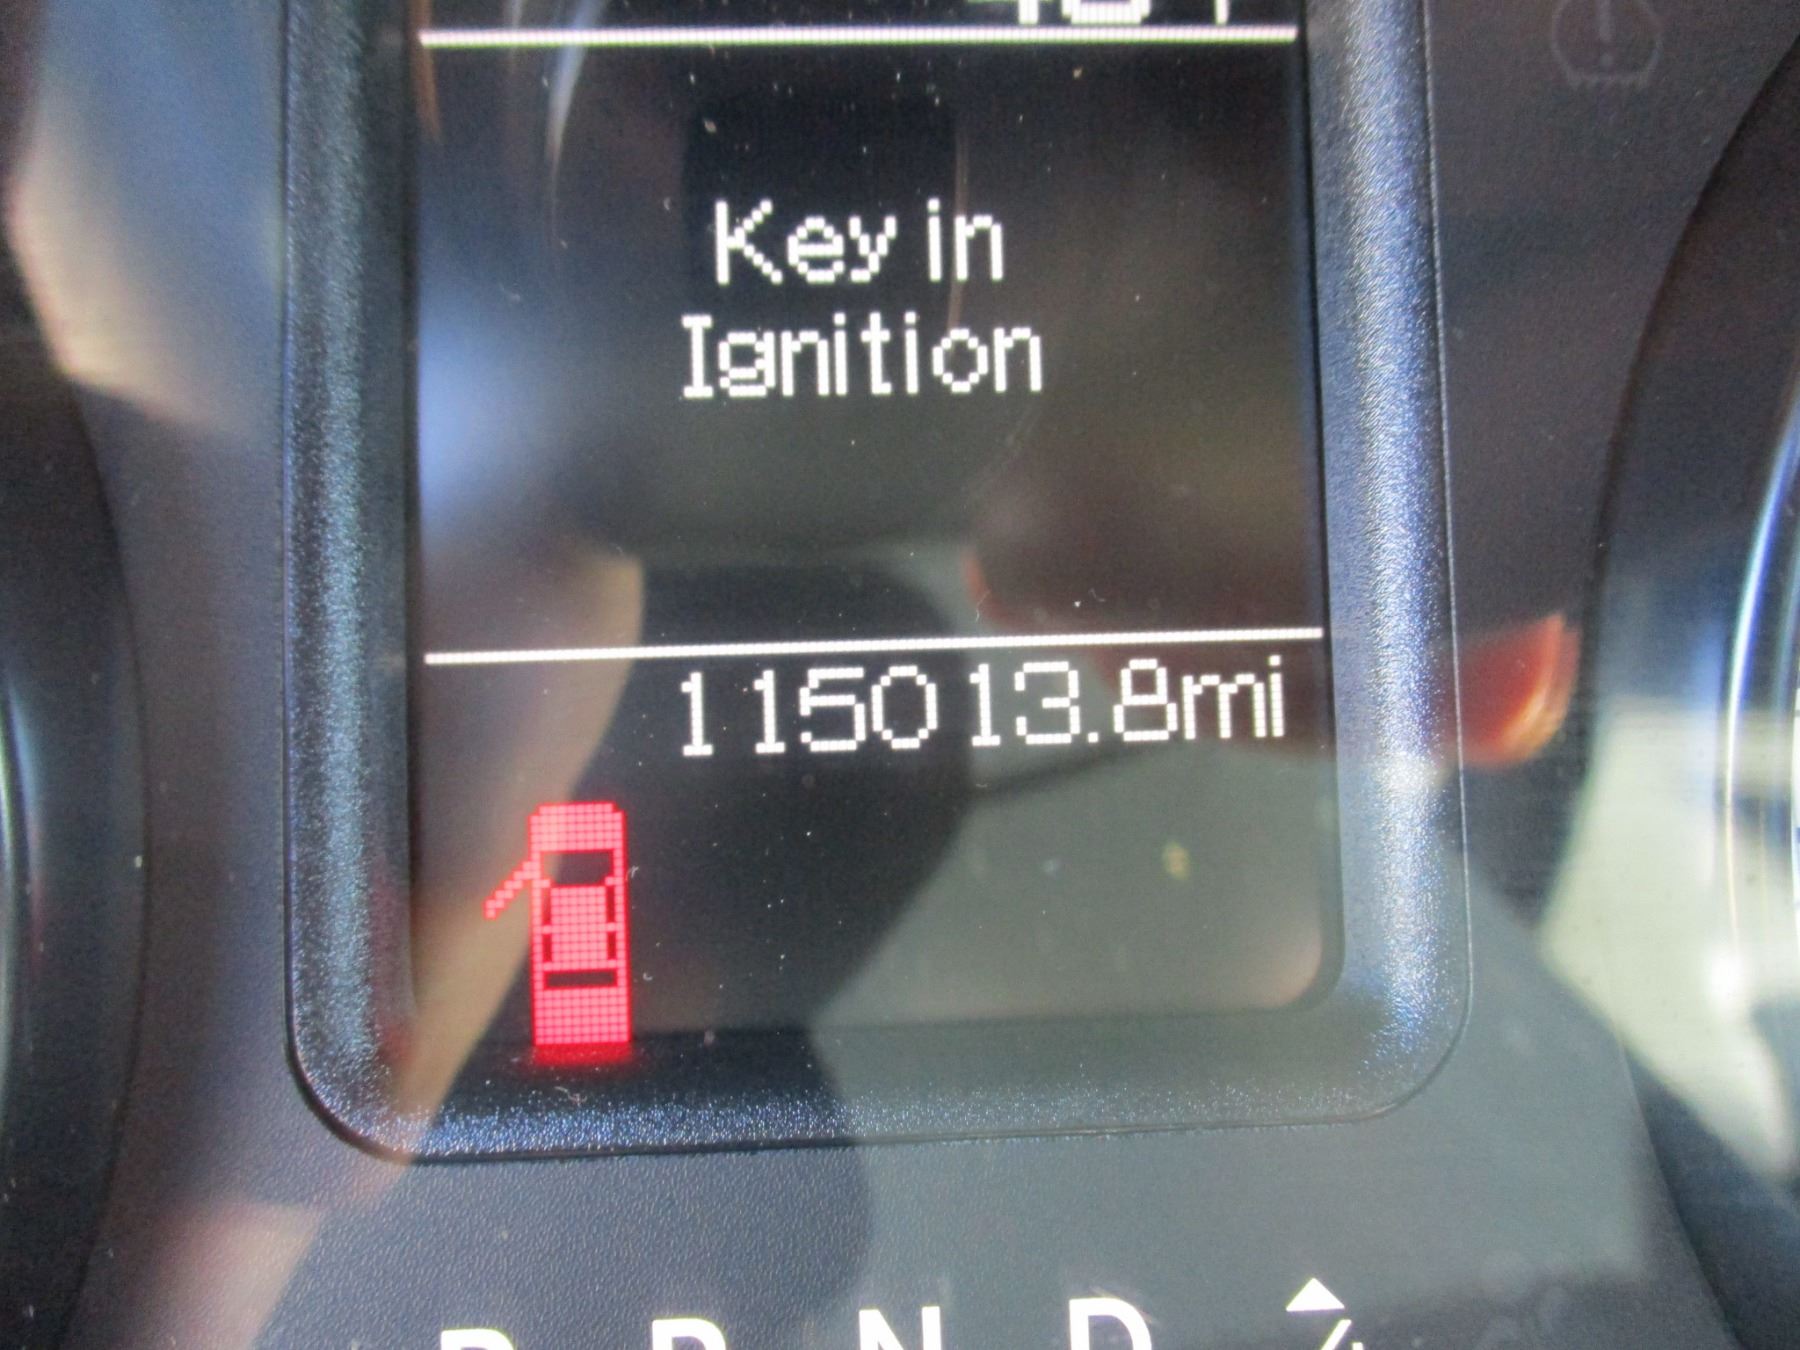 Key in
Ignition
115013.8mi
N D